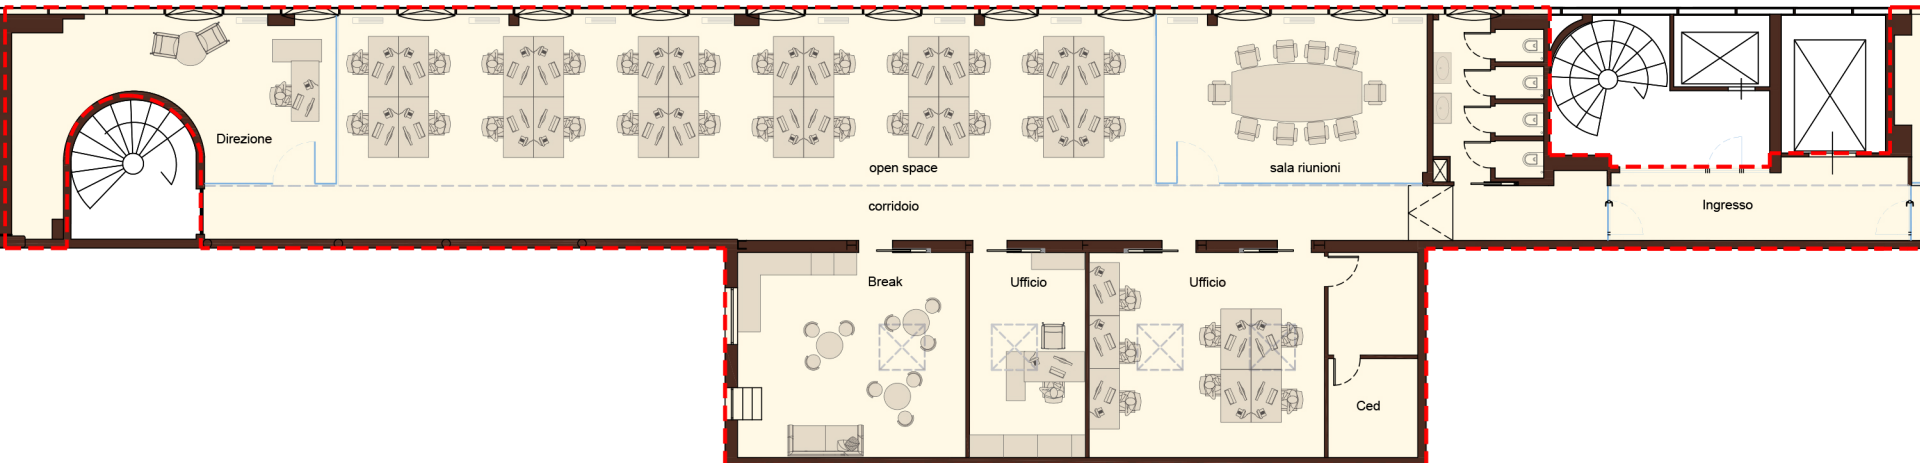 Direzione
open space
sala riunioni
corridoio
Ingresso
Break
Ufficio
Ufficio
Ced